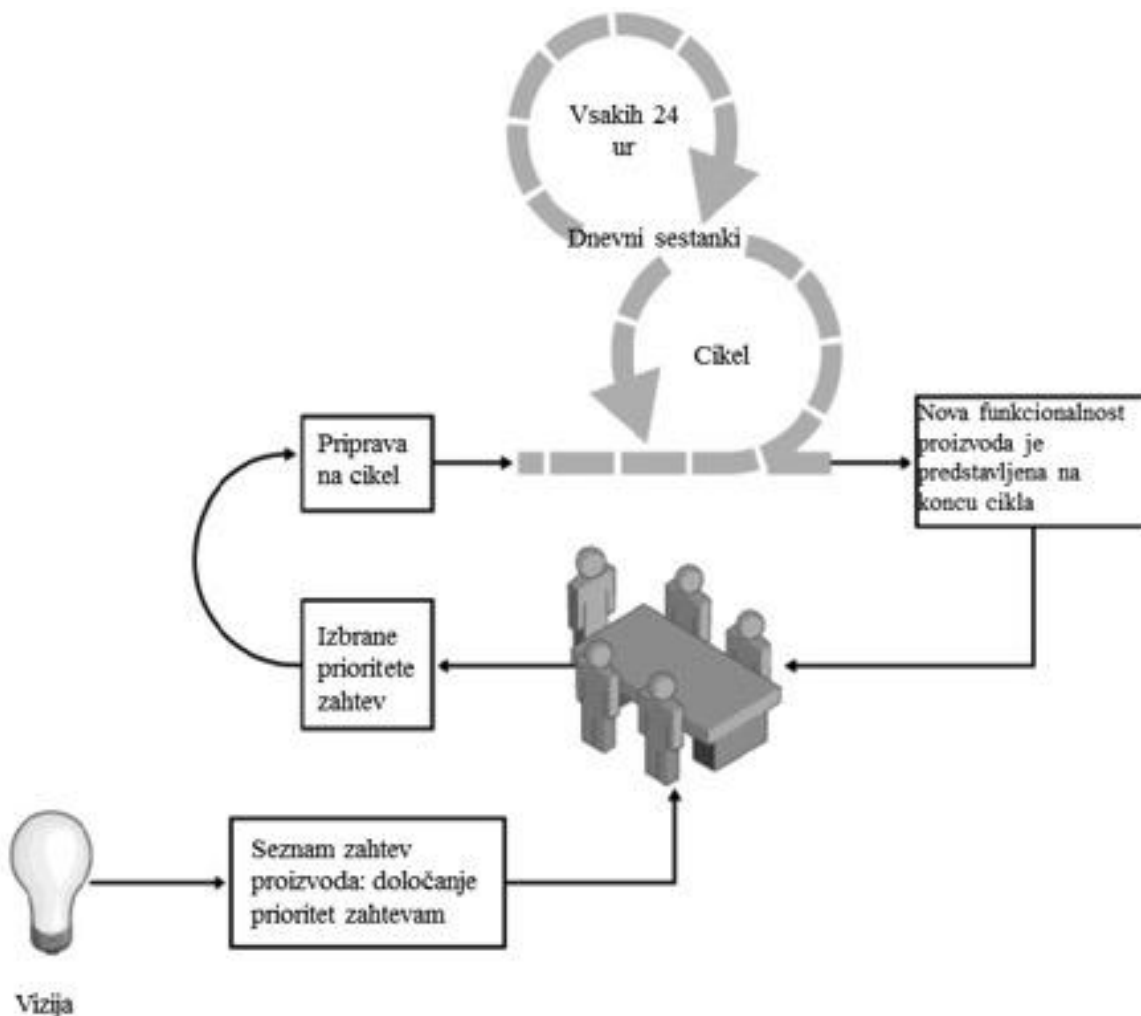 Vsakih 24
ur
Dnevni sestanki
Cikel
Nova funkcionalnost
proizvoda je
predstavljena na
koncu cikla
Priprava
na cikel
Izbrane
prioritete
zahtev
Seznam zahtev
proizvoda: določanje
prioritet zahtevam
Vizija